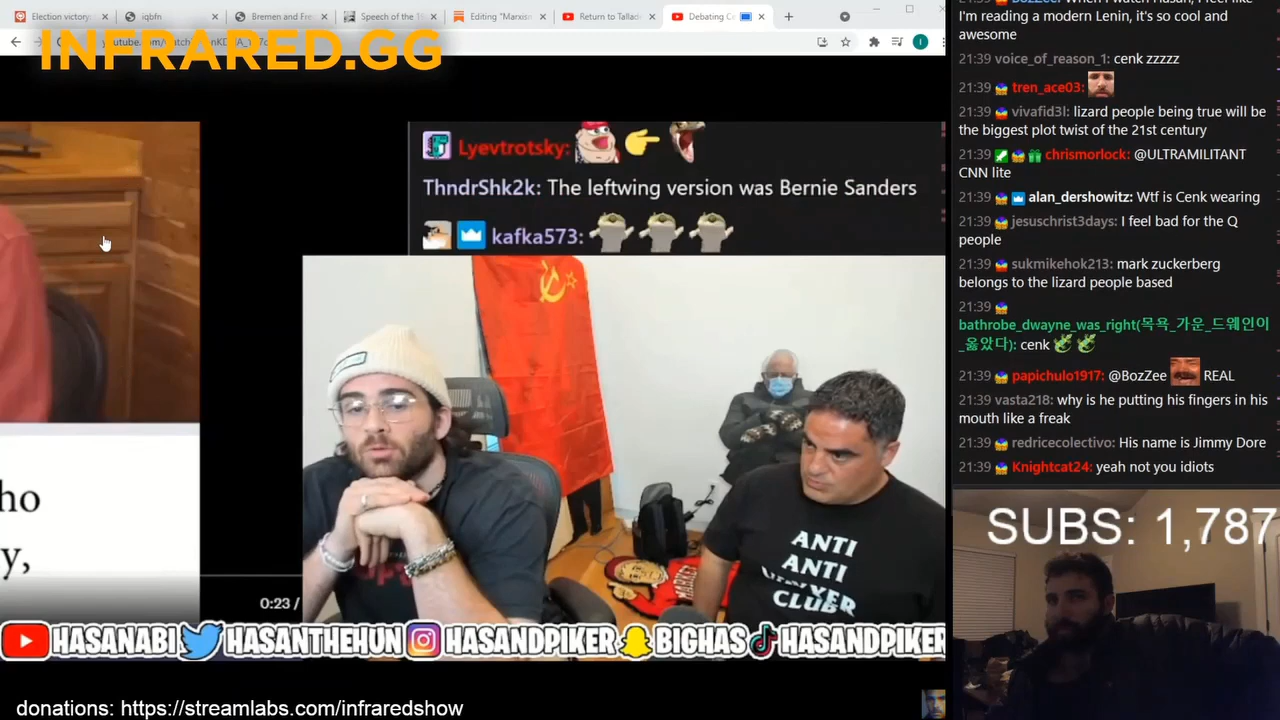 Election victory
iqbfn
Bremen and Fre
Speech of the 1
Editing "Marxism
Return to Tallad
Debating C
INFRARED.GG
I'm reading a modern Lenin, it's so cool and
awesome
21:39 voice_of_reason_1: cenk zzzzz
21:39 tren_ace03:
21:39 vivafid3l: lizard people being true will be
the biggest plot twist of the 21st century
21:39 chrismorlock: @ULTRAMILITANT
CNN lite
21:39 alan_dershowitz: Wtf is Cenk wearing
21:39 jesuschrist3days: I feel bad for the Q
people
21:39 sukmikehok213: mark zuckerberg
belongs to the lizard people based
21:39
bathrobe_dwayne_was_right(목욕_가운_드웨인이
_옳았다): cenk
21:39 papichulo1917: @BozZee REAL
21:39 vasta218: why is he putting his fingers in his
mouth like a freak
21:39 redricecolectivo: His name is Jimmy Dore
21:39 Knightcat24: yeah not you idiots
Lyevtrotsky:
ThndrShk2k: The leftwing version was Bernie Sanders
kafka573:
ho
y,
0:23 /
ANTI
ANTI
CLUB
SUBS: 1,787
HASANABI HASANTHEHUN HASANDPIKER BIGHAS HASANDPIKER
donations: https://streamlabs.com/infraredshow